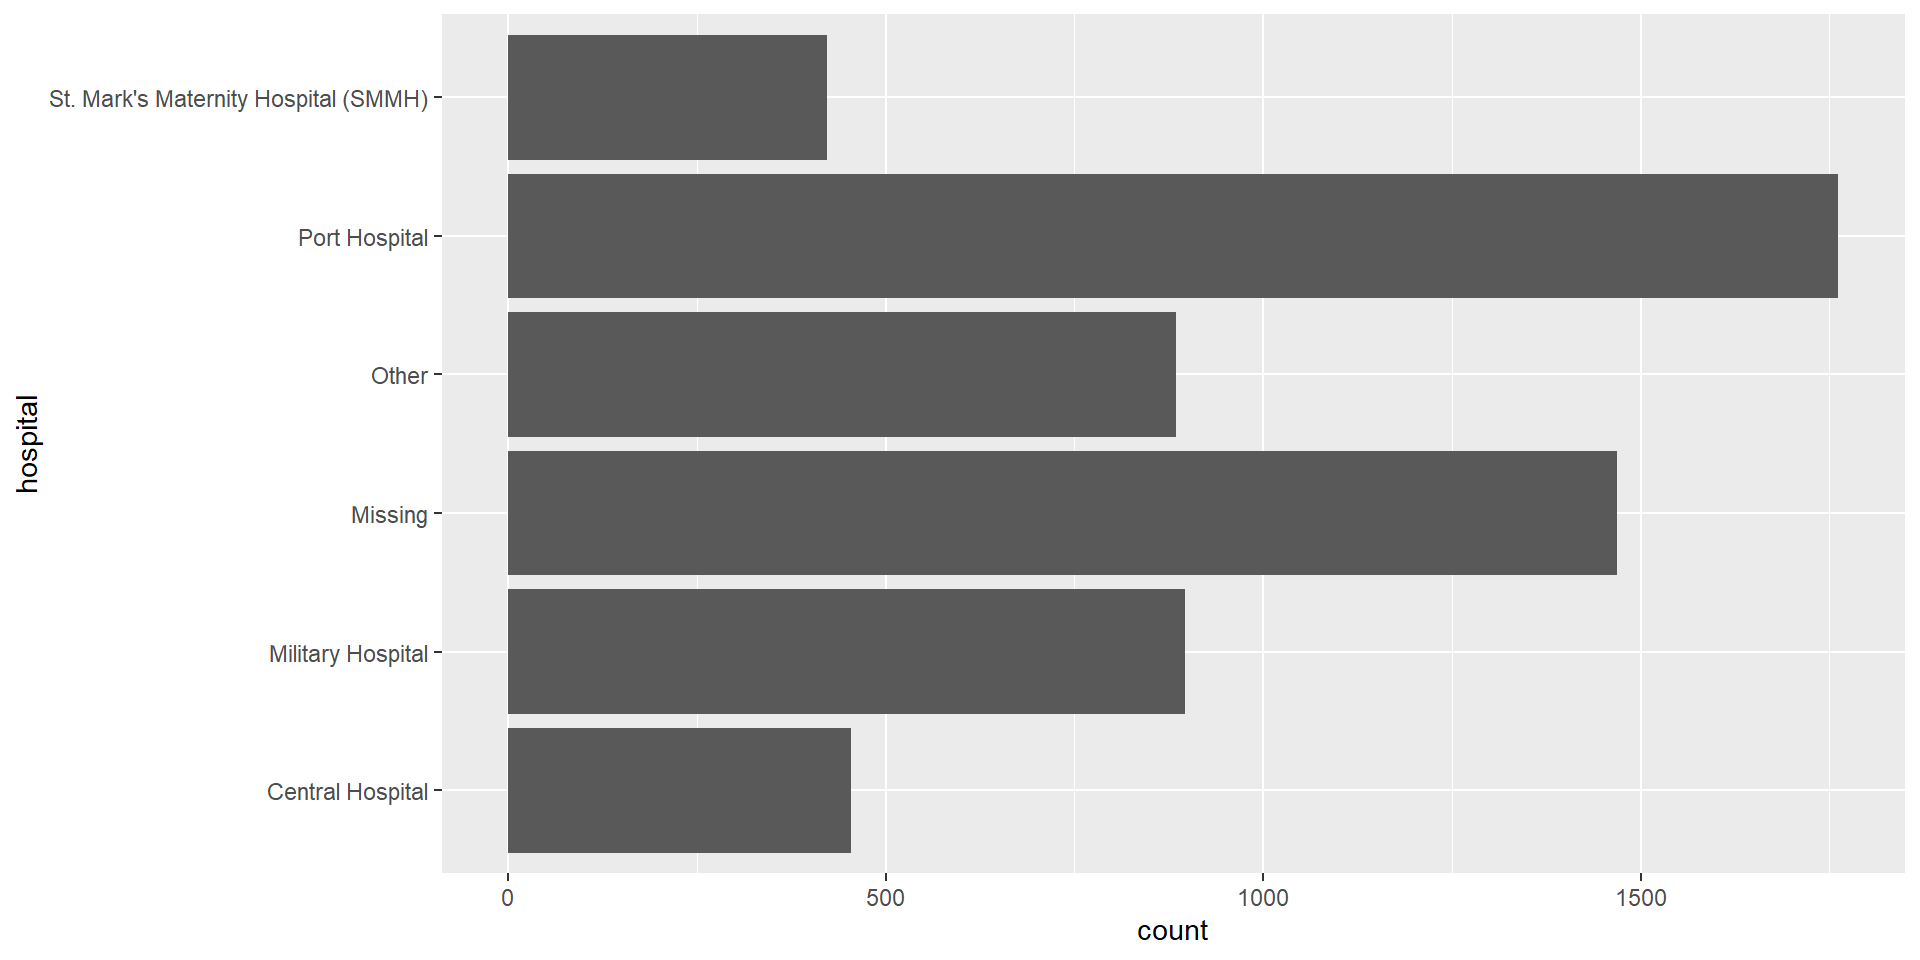 St. Mark's Maternity Hospital (SMMH)
Port Hospital
Other
Missing
Military Hospital
Central Hospital
hospital
0 500 1000 1500
count